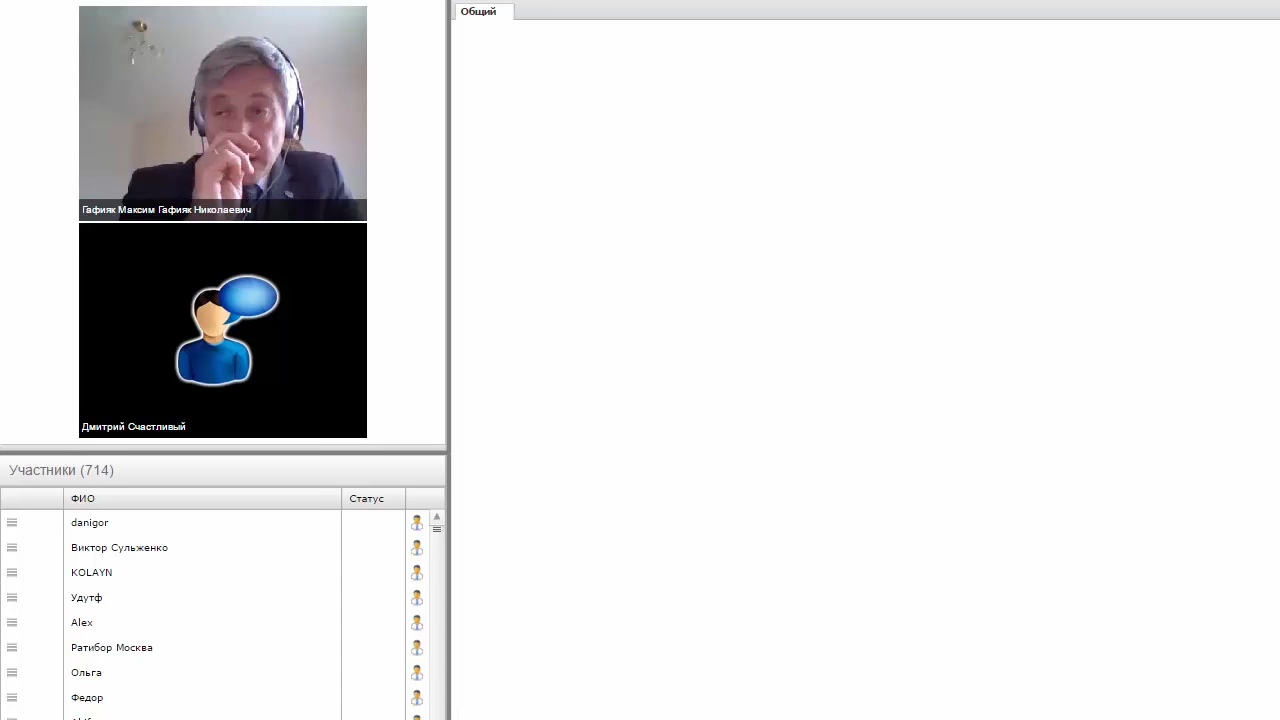 Общий
Гафияк Максим Гафияк Николаевич
Дмитрий Счастливый
Участники (714)
ФИО Статус
danigor
Виктор Сульженко
KOLAYN
Удутф
Alex
Ратибор Москва
Ольга
Федор